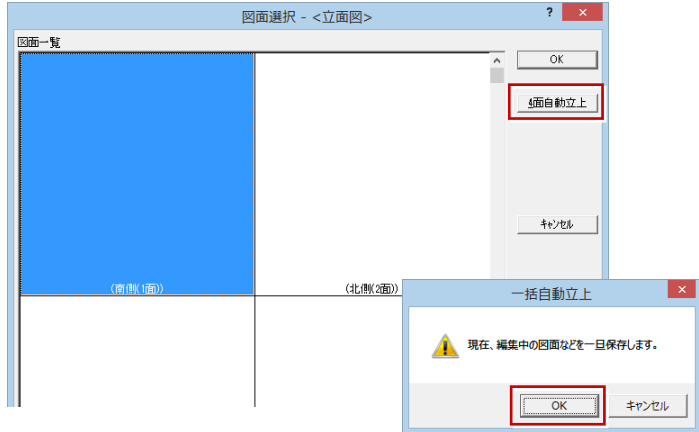 図面選択 - <立面図>
?
×
図面一覧
OK
4面自動立上
キャンセル
(南側(1面))
(北側(2面))
一括自動立上
×
現在、編集中の図面などを一旦保存します。
OK
キャンセル